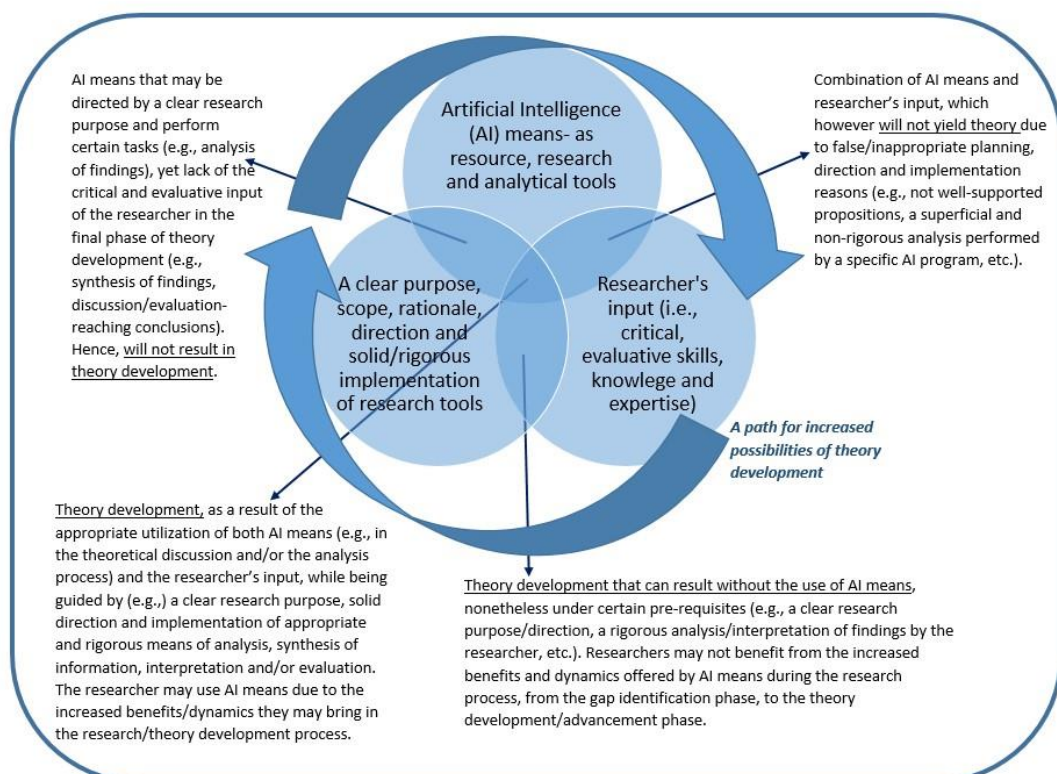 AI means that may be
directed by a clear research
purpose and perform
certain tasks (e.g., analysis
of findings), yet lack of the
critical and evaluative input
of the researcher in the
final phase of theory
development (e.g.,
synthesis of findings,
discussion/evaluation-
reaching conclusions).
Hence, will not result in
theory development.
Artificial Intelligence
(AI) means- as
resource, research
and analytical tools
Combination of AI means and
researcher’s input, which
however will not yield theory due
to false/inappropriate planning,
direction and implementation
reasons (e.g., not well-supported
propositions, a superficial and
non-rigorous analysis performed
by a specific AI program, etc.).
A clear purpose,
scope, rationale,
direction and
solid/rigorous
implementation
of research tools
Researcher's
input (i.e.,
critical,
evaluative skills,
knowlege and
expertise)
A path for increased
possibilities of theory
development
Theory development, as a result of the
appropriate utilization of both AI means (e.g., in
the theoretical discussion and/or the analysis
process) and the researcher’s input, while being
guided by (e.g.,) a clear research purpose, solid
direction and implementation of appropriate
and rigorous means of analysis, synthesis of
information, interpretation and/or evaluation.
The researcher may use AI means due to the
increased benefits/dynamics they may bring in
the research/theory development process.
Theory development that can result without the use of AI means,
nonetheless under certain pre-requisites (e.g., a clear research
purpose/direction, a rigorous analysis/interpretation of findings by the
researcher, etc.). Researchers may not benefit from the increased
benefits and dynamics offered by AI means during the research
process, from the gap identification phase, to the theory
development/advancement phase.